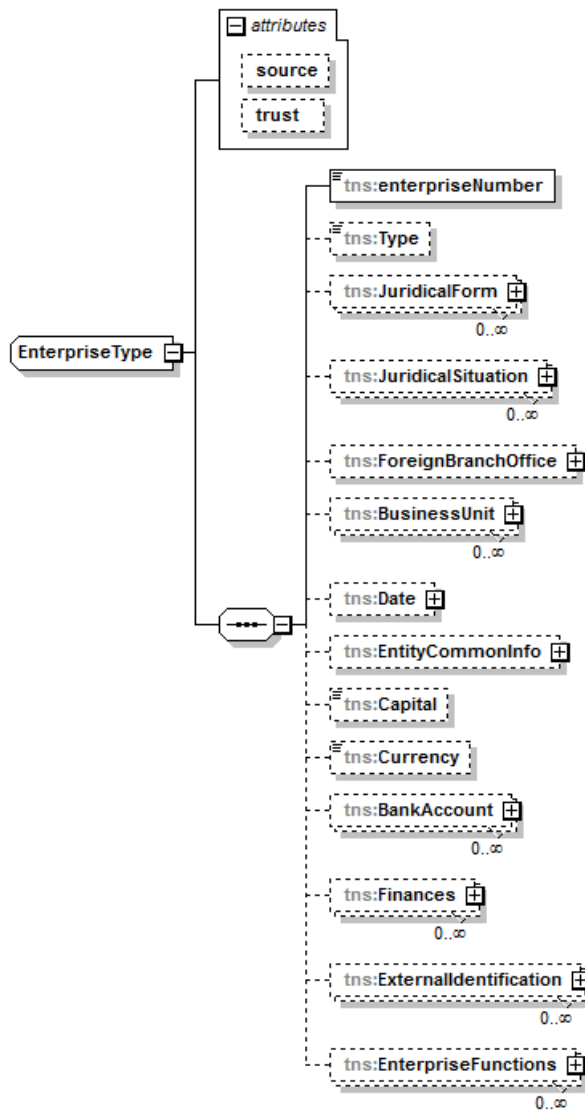 attributes
source
trust
EnterpriseType
tns:enterpriseNumber
tns:Type
tns:JuridicalForm
0..∞
tns:JuridicalSituation
0..∞
tns:ForeignBranchOffice
tns:BusinessUnit
0..∞
tns:Date
tns:EntityCommonInfo
tns:Capital
tns:Currency
tns:BankAccount
0..∞
tns:Finances
0..∞
tns:ExternalIdentification
0..∞
tns:EnterpriseFunctions
0..∞